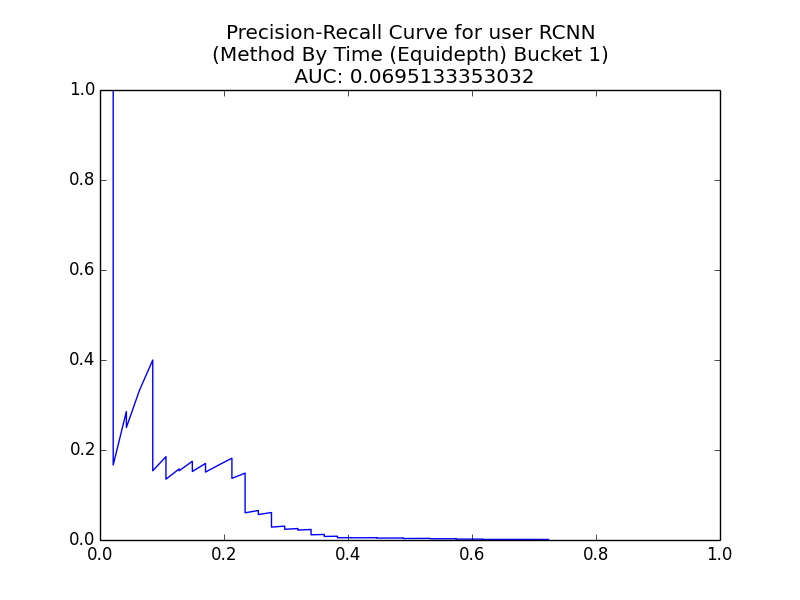 Precision-Recall Curve for user RCNN
(Method By Time (Equidepth) Bucket 1)
AUC: 0.0695133353032
1.0
0.8
0.6
0.4
0.2
0.0
0.0 0.2 0.4 0.6 0.8 1.0